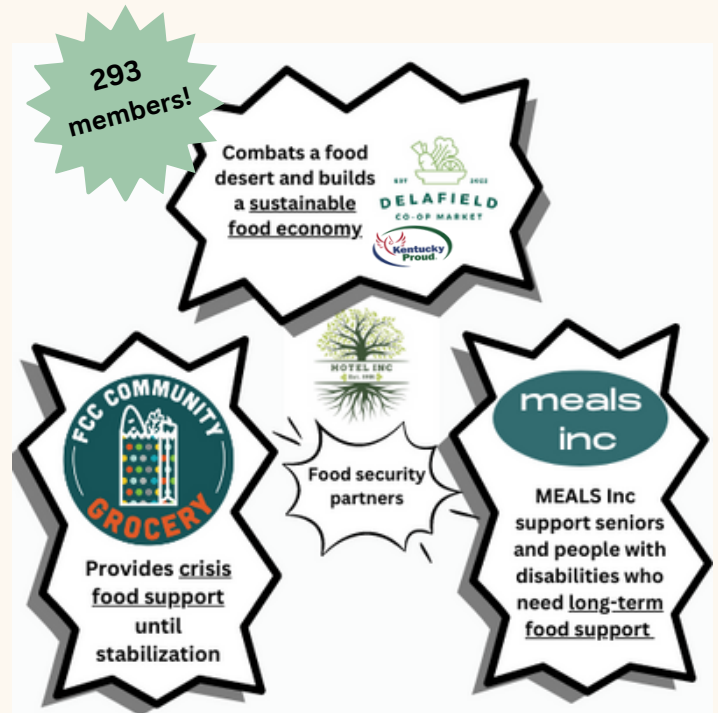 293
members!
Combats a food
desert and builds
a sustainable
food economy
EST 2022
DELAFIELD
CO-OP MARKET
Kentucky
Proud
HOTEL INC
Food security
partners
FCC COMMUNITY
GROCERY
Provides crisis
food support
until
stabilization
meals
inc
MEALS Inc
support seniors
and people with
disabilities who
need long-term
food support